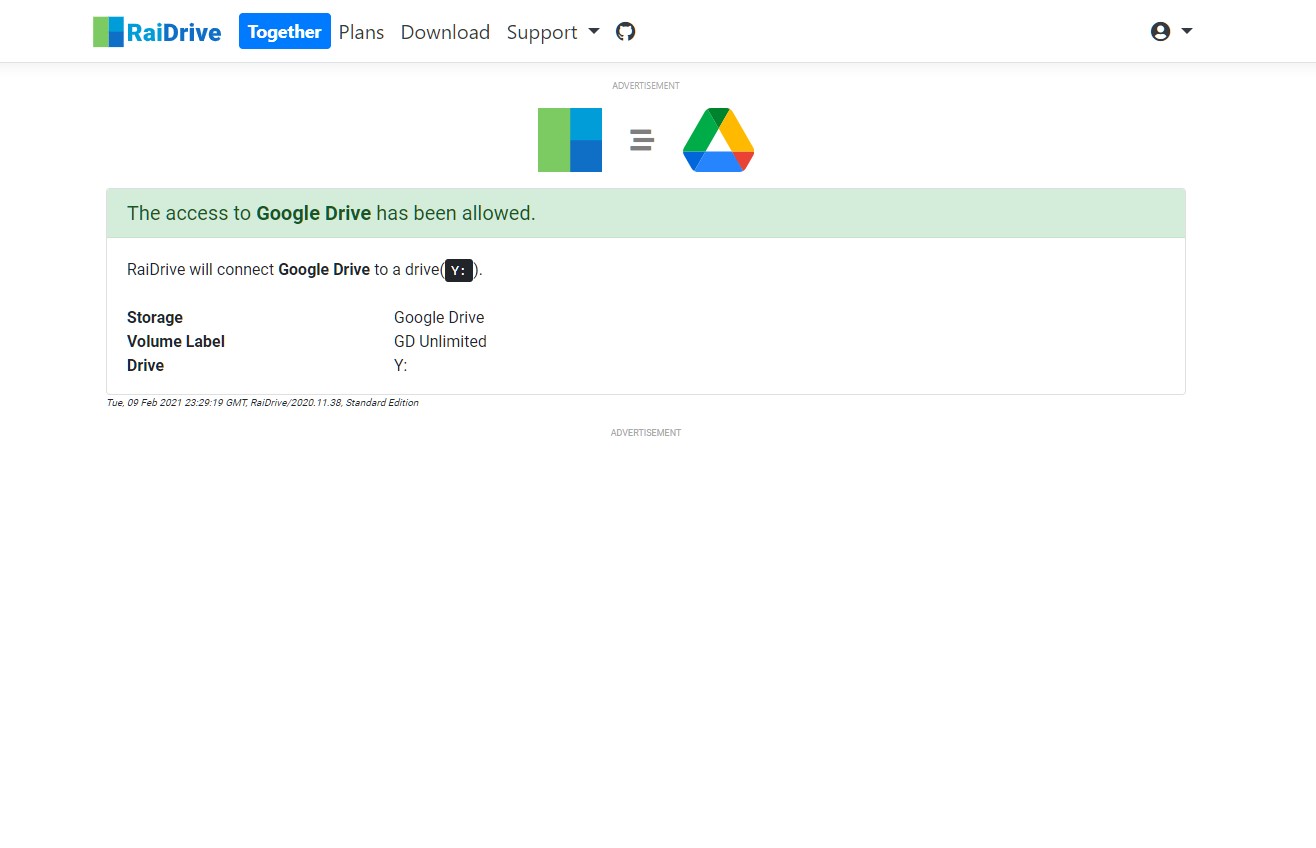 RaiDrive Together Plans Download Support
ADVERTISEMENT
The access to Google Drive has been allowed.
RaiDrive will connect Google Drive to a drive(Y:).
Storage Google Drive
Volume Label GD Unlimited
Drive Y:
Tue, 09 Feb 2021 23:29:19 GMT, RaiDrive/2020.11.38, Standard Edition
ADVERTISEMENT